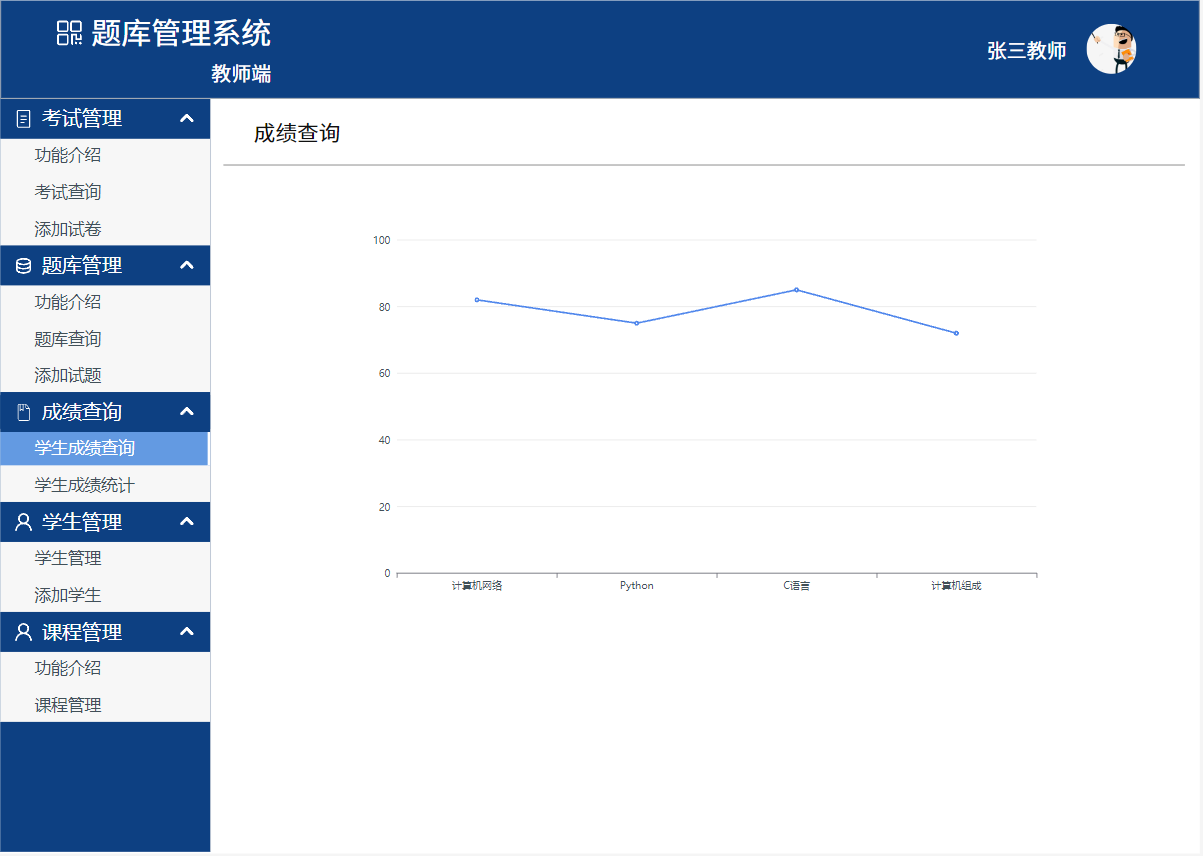 题库管理系统
教师端
张三教师
考试管理
功能介绍
考试查询
添加试卷
题库管理
功能介绍
题库查询
添加试题
成绩查询
学生成绩查询
学生成绩统计
学生管理
学生管理
添加学生
课程管理
功能介绍
课程管理
成绩查询
100
80
60
40
20
0
计算机网络 Python C语言 计算机组成